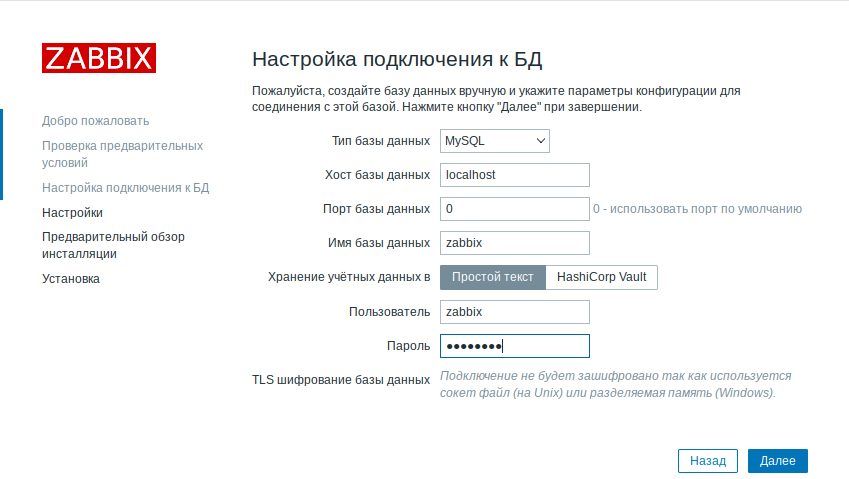 ZABBIX
Добро пожаловать
Проверка предварительных
условий
Настройка подключения к БД
Настройки
Предварительный обзор
инсталляции
Установка
Настройка подключения к БД
Пожалуйста, создайте базу данных вручную и укажите параметры конфигурации для
соединения с этой базой. Нажмите кнопку "Далее" при завершении.
Тип базы данных MySQL
Хост базы данных localhost
Порт базы данных 0 0 - использовать порт по умолчанию
Имя базы данных zabbix
Хранение учётных данных в Простой текст HashiCorp Vault
Пользователь zabbix
Пароль ●●●●●●●●
TLS шифрование базы данных Подключение не будет зашифровано так как используется
сокет файл (на Unix) или разделяемая память (Windows).
Назад Далее